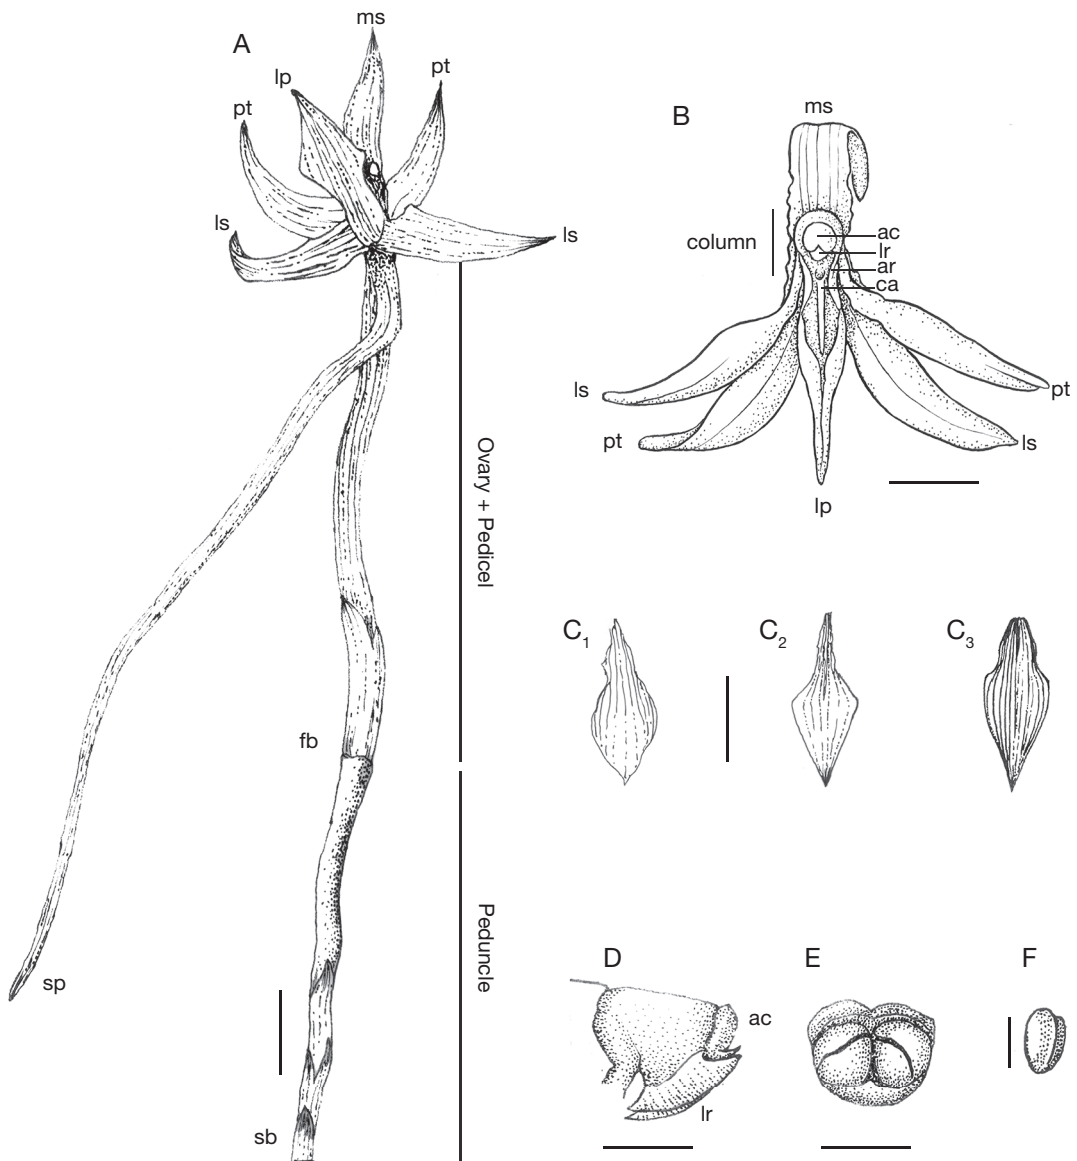 A
ms
lp
pt
pt
ls
ls
Ovary + Pedicel
fb
Peduncle
sp
sb
B
ms
column
ac
lr
ar
ca
ls
pt
pt
ls
lp
C1
C2
C3
D
ac
lr
E
F